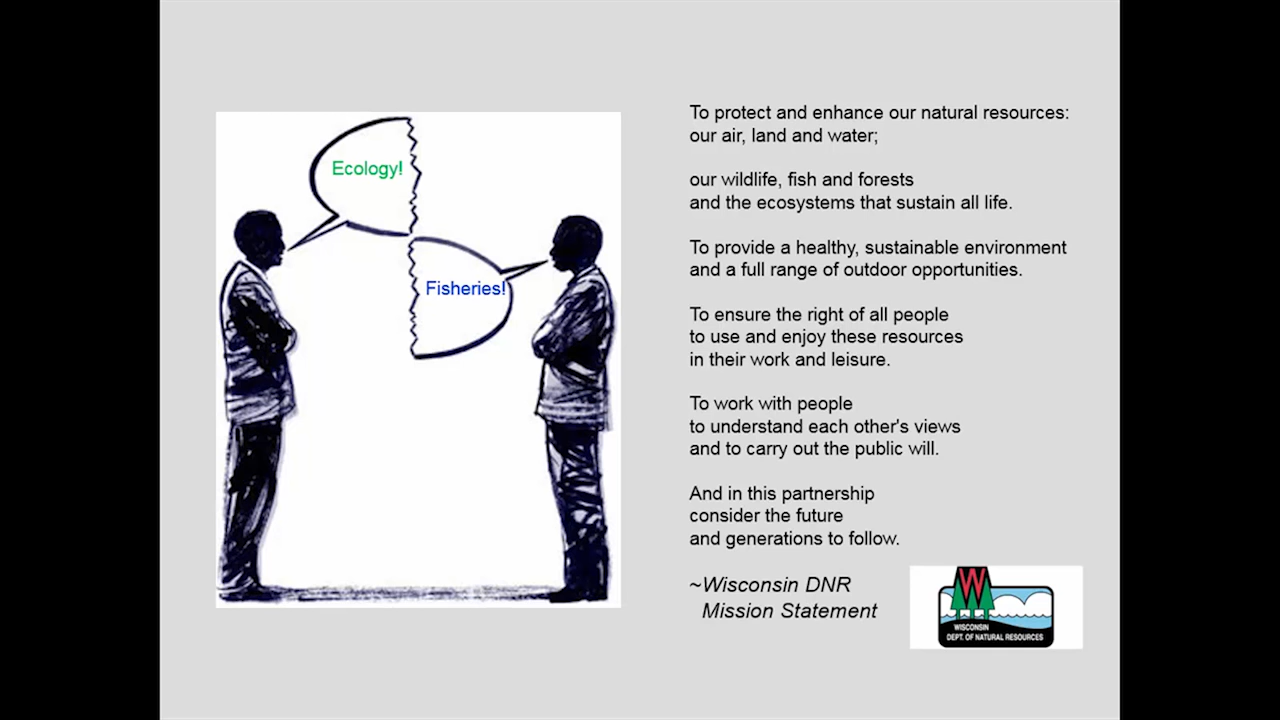 Ecology!
Fisheries!
To protect and enhance our natural resources:
our air, land and water;
our wildlife, fish and forests
and the ecosystems that sustain all life.
To provide a healthy, sustainable environment
and a full range of outdoor opportunities.
To ensure the right of all people
to use and enjoy these resources
in their work and leisure.
To work with people
to understand each other's views
and to carry out the public will.
And in this partnership
consider the future
and generations to follow.
~Wisconsin DNR
Mission Statement
W
WISCONSIN
DEPT. OF NATURAL RESOURCES